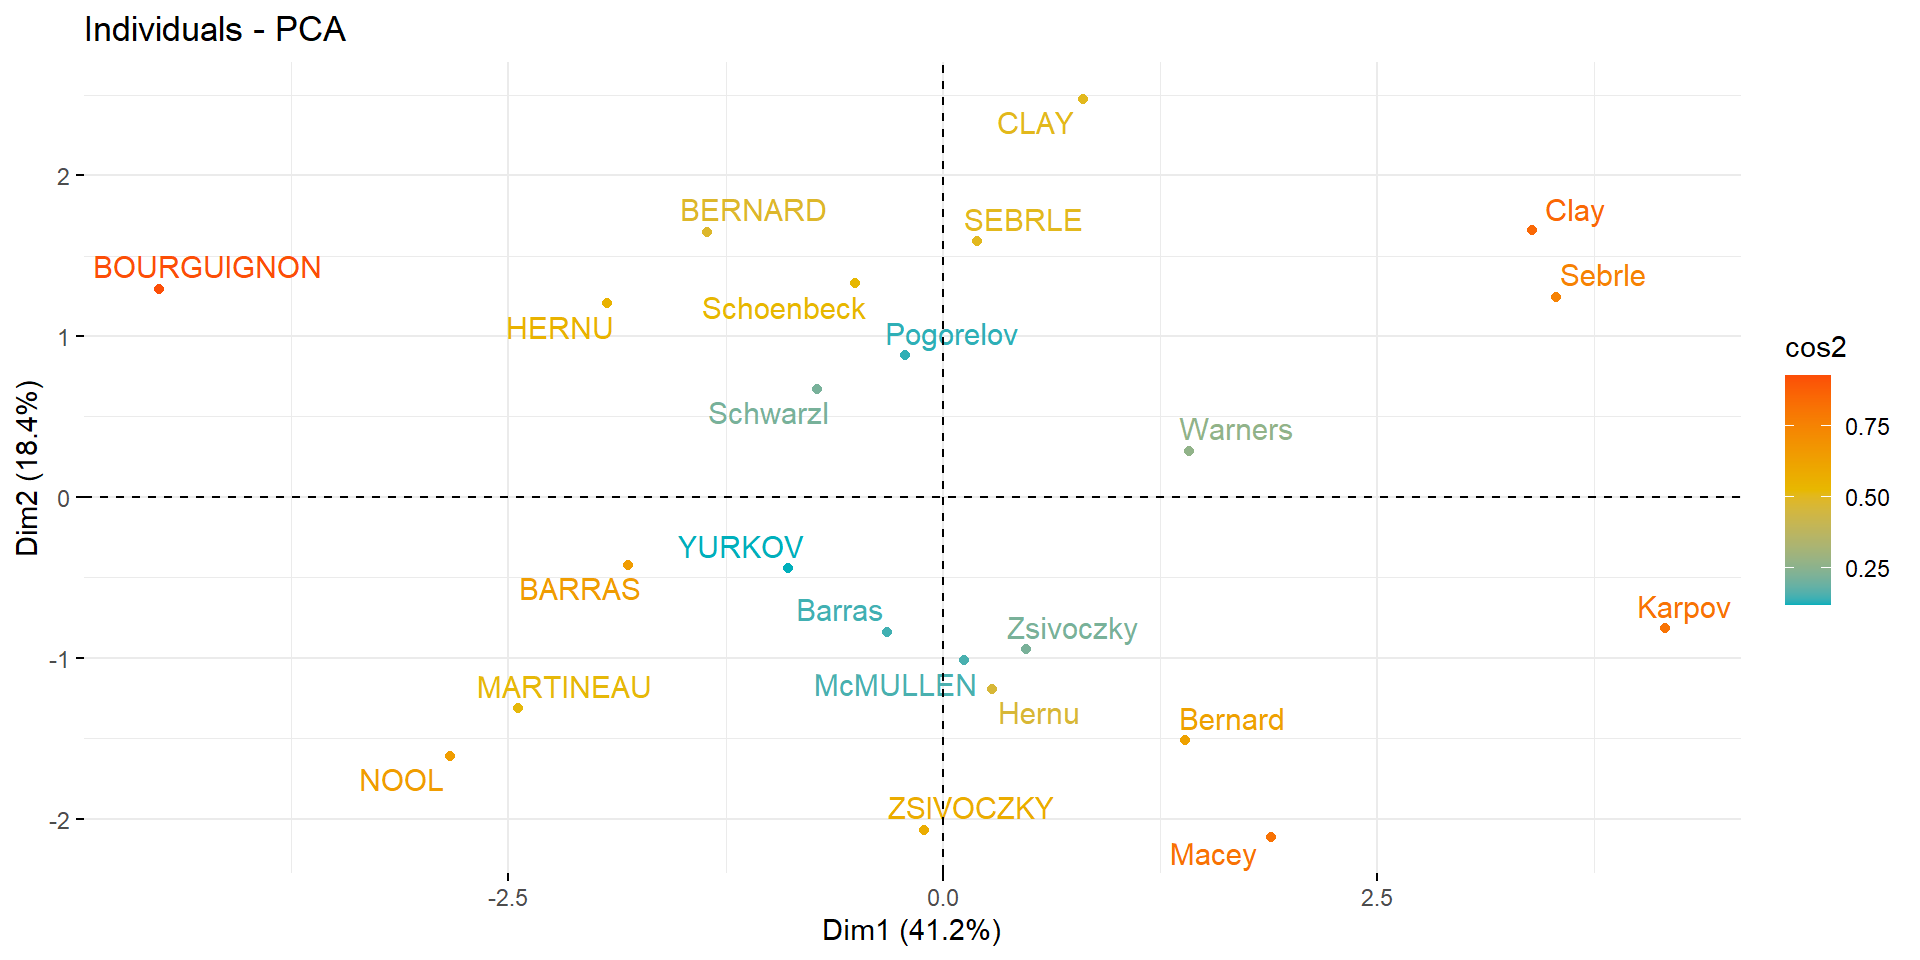 Individuals - PCA
CLAY
BERNARD
SEBRLE
Clay
BOURGUIGNON
Sebrle
HERNU
Schoenbeck
Pogorelov
Schwarzl
Warners
YURKOV
BARRAS
Barras
Karpov
Zsivoczky
MARTINEAU
McMULLEN
Hernu
Bernard
NOOL
ZSIVOCZKY
Macey
2
1
0
-1
-2
Dim2 (18.4%)
-2.5
0.0
2.5
Dim1 (41.2%)
cos2
0.75
0.50
0.25